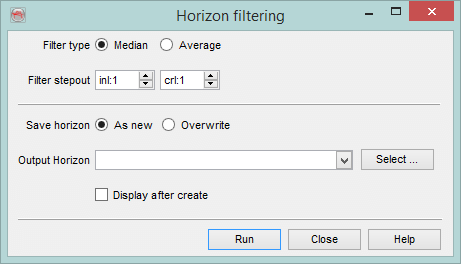 Horizon filtering
Filter type Median Average
Filter stepout inl:1 crl:1
Save horizon As new Overwrite
Output Horizon Select ...
Display after create
Run Close Help